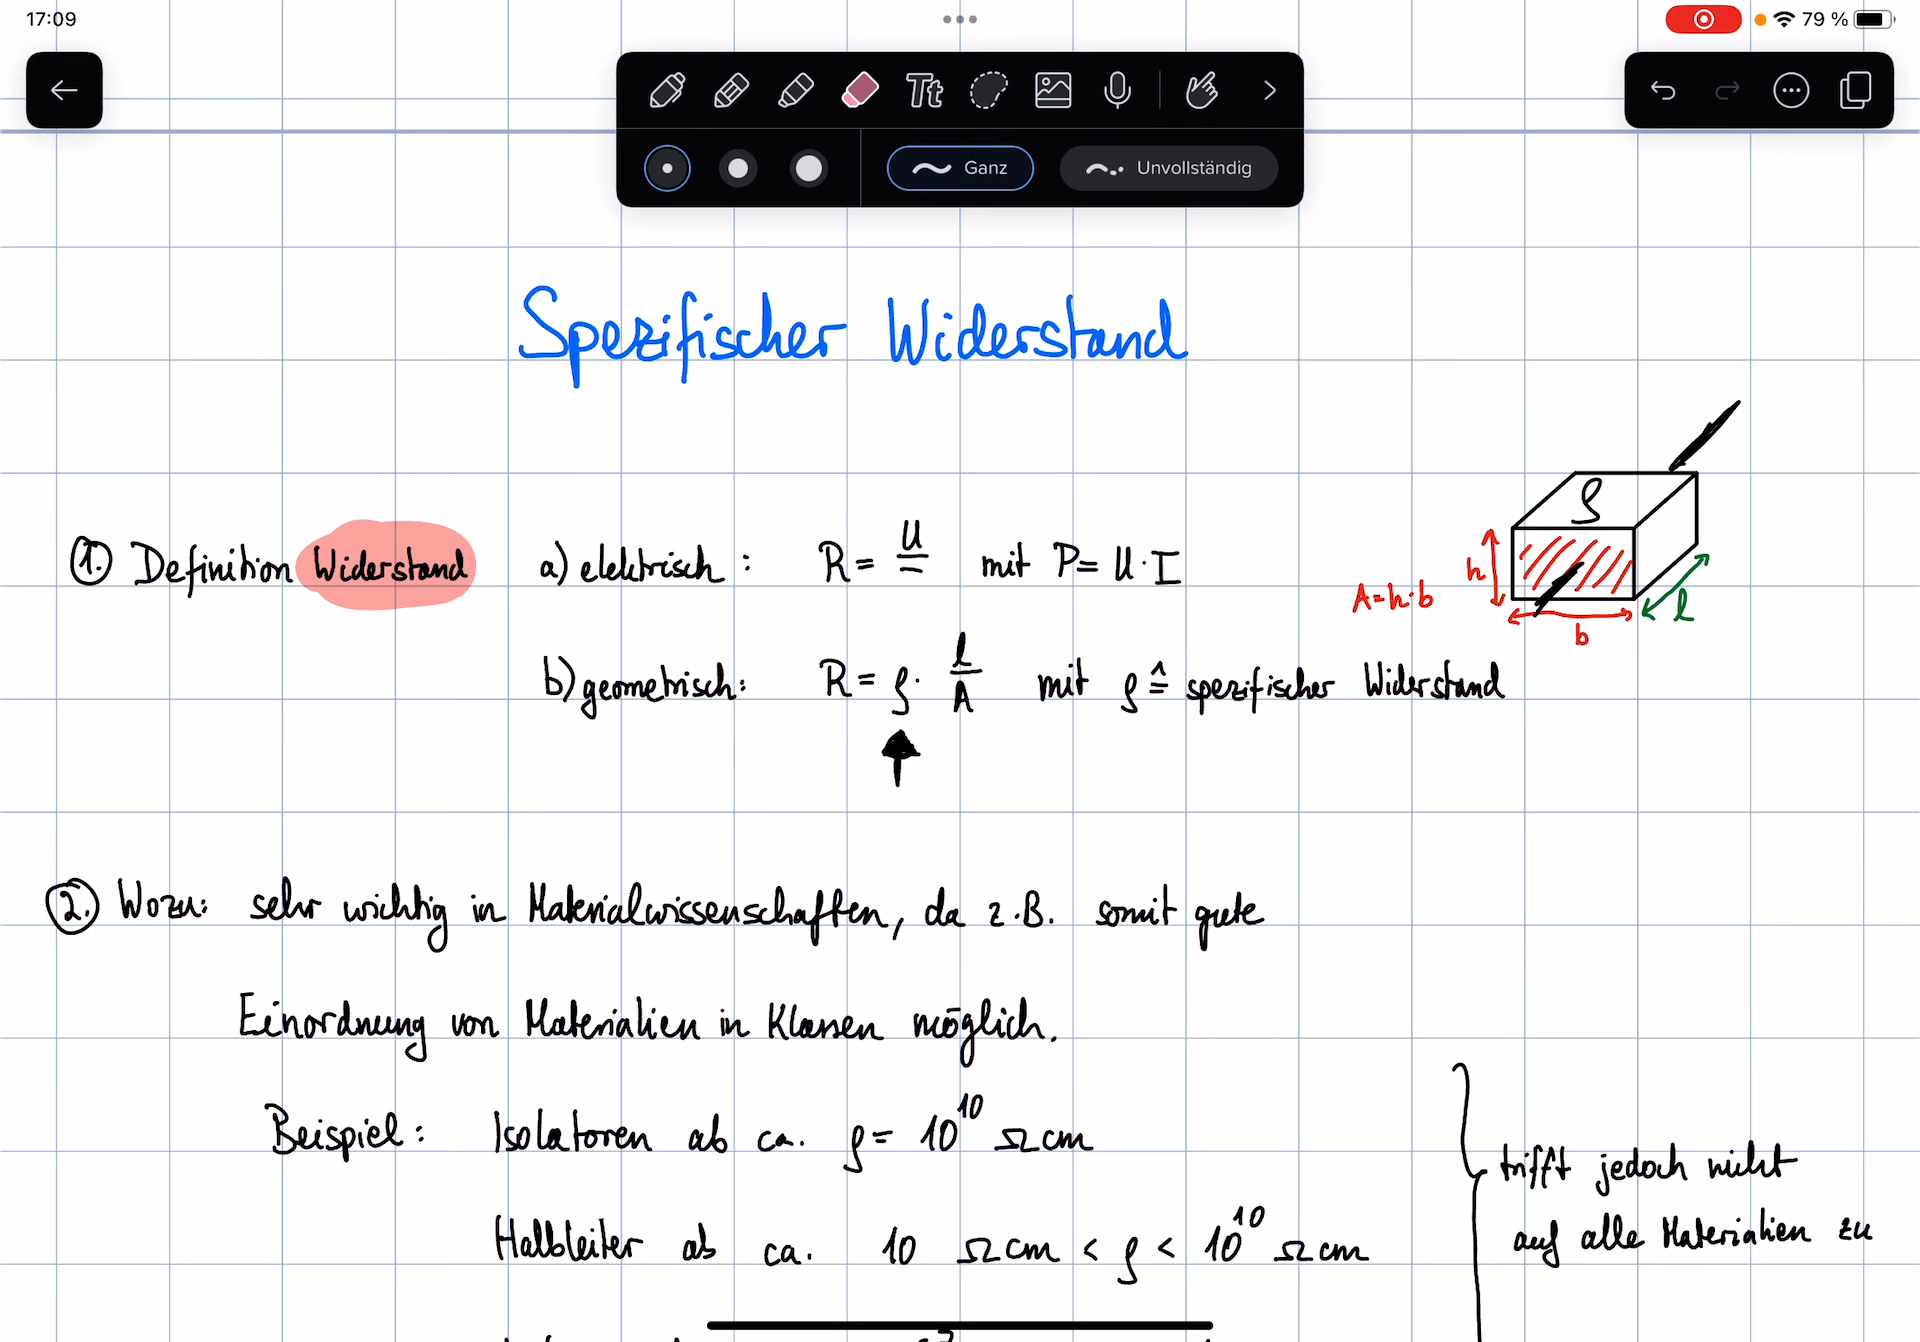 17:09
79 %
Tt
Ganz
Unvollständig
Spezifischer Widerstand
1. Definition Widerstand a) elektrisch : R = U mit P = U · I
b) geometrisch: R = ρ · l/A mit ρ ≙ spezifischer Widerstand
ρ
h
A = h · b
b
l
2. Wozu: sehr wichtig in Materialwissenschaften, da z.B. somit gute
Einordnung von Materialien in Klassen möglich.
Beispiel : Isolatoren ab ca. ρ = 10^10 Ωcm
Halbleiter ab ca. 10 Ωcm < ρ < 10^10 Ωcm
trifft jedoch nicht
auf alle Materialien zu